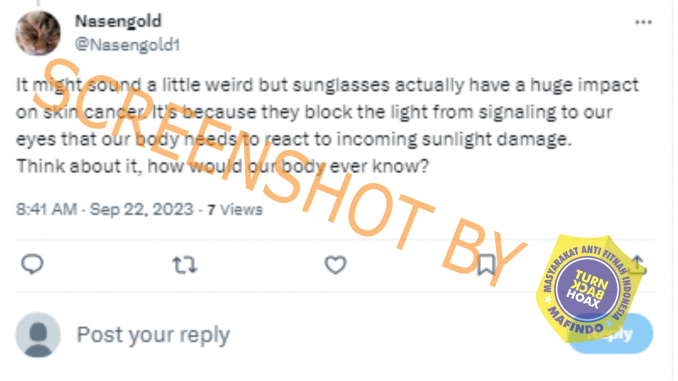 Nasengold
@Nasengold1
It might sound a little weird but sunglasses actually have a huge impact
on skin cancer. It's because they block the light from signaling to our
eyes that our body needs to react to incoming sunlight damage.
Think about it, how would our body ever know?
8:41 AM · Sep 22, 2023 · 7 Views
Post your reply
Reply
SCREENSHOT BY
MASYARAKAT ANTI FITNAH INDONESIA
TURN
BACK
HOAX
MAFINDO